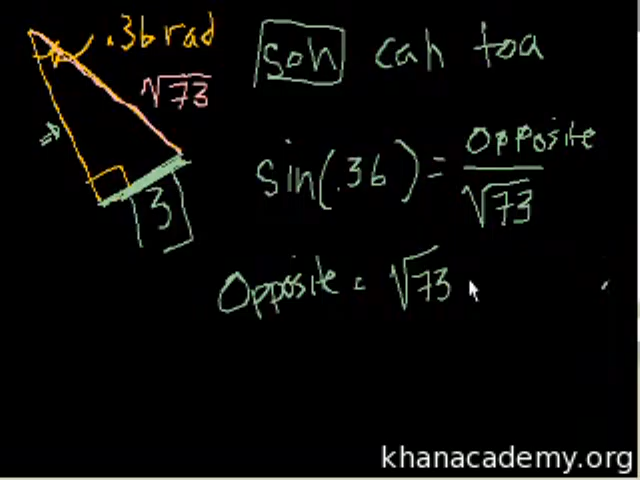 .36 rad
soh cah toa
√73
sin(.36) = Opposite / √73
3
Opposite = √73
khanacademy.org